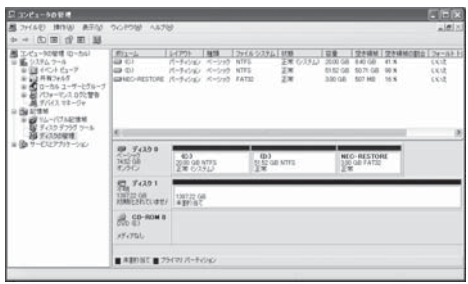 コンピュータの管理
ファイル(F) 操作(A) 表示(V) ウィンドウ(W) ヘルプ(H)
コンピュータの管理 (ローカル)
システム ツール
イベント ビューア
共有フォルダ
ローカル ユーザーとグループ
パフォーマンス ログと警告
デバイス マネージャ
記憶域
リムーバブル記憶域
ディスク デフラグ ツール
ディスクの管理
サービスとアプリケーション
ボリューム レイアウト 種類 ファイル システム 状態 容量 空き領域 空き領域の割合
(C:) パーティション ベーシック NTFS 正常 (システム) 20.00 GB 41 % いいえ
(D:) パーティション ベーシック NTFS 正常 51.52 GB 50.71 GB 98 % いいえ
NEC-RESTORE パーティション ベーシック FAT32 正常 3.00 GB 507 MB 16 % いいえ
ディスク 0
ベーシック
オンライン
(C:)
20.00 GB NTFS
正常 (システム)
(D:)
51.52 GB NTFS
正常
NEC-RESTORE
3.00 GB FAT32
正常
ディスク 1
不明
初期化されていません
未割り当て
CD-ROM 0
メディアなし
未割り当て プライマリ パーティション